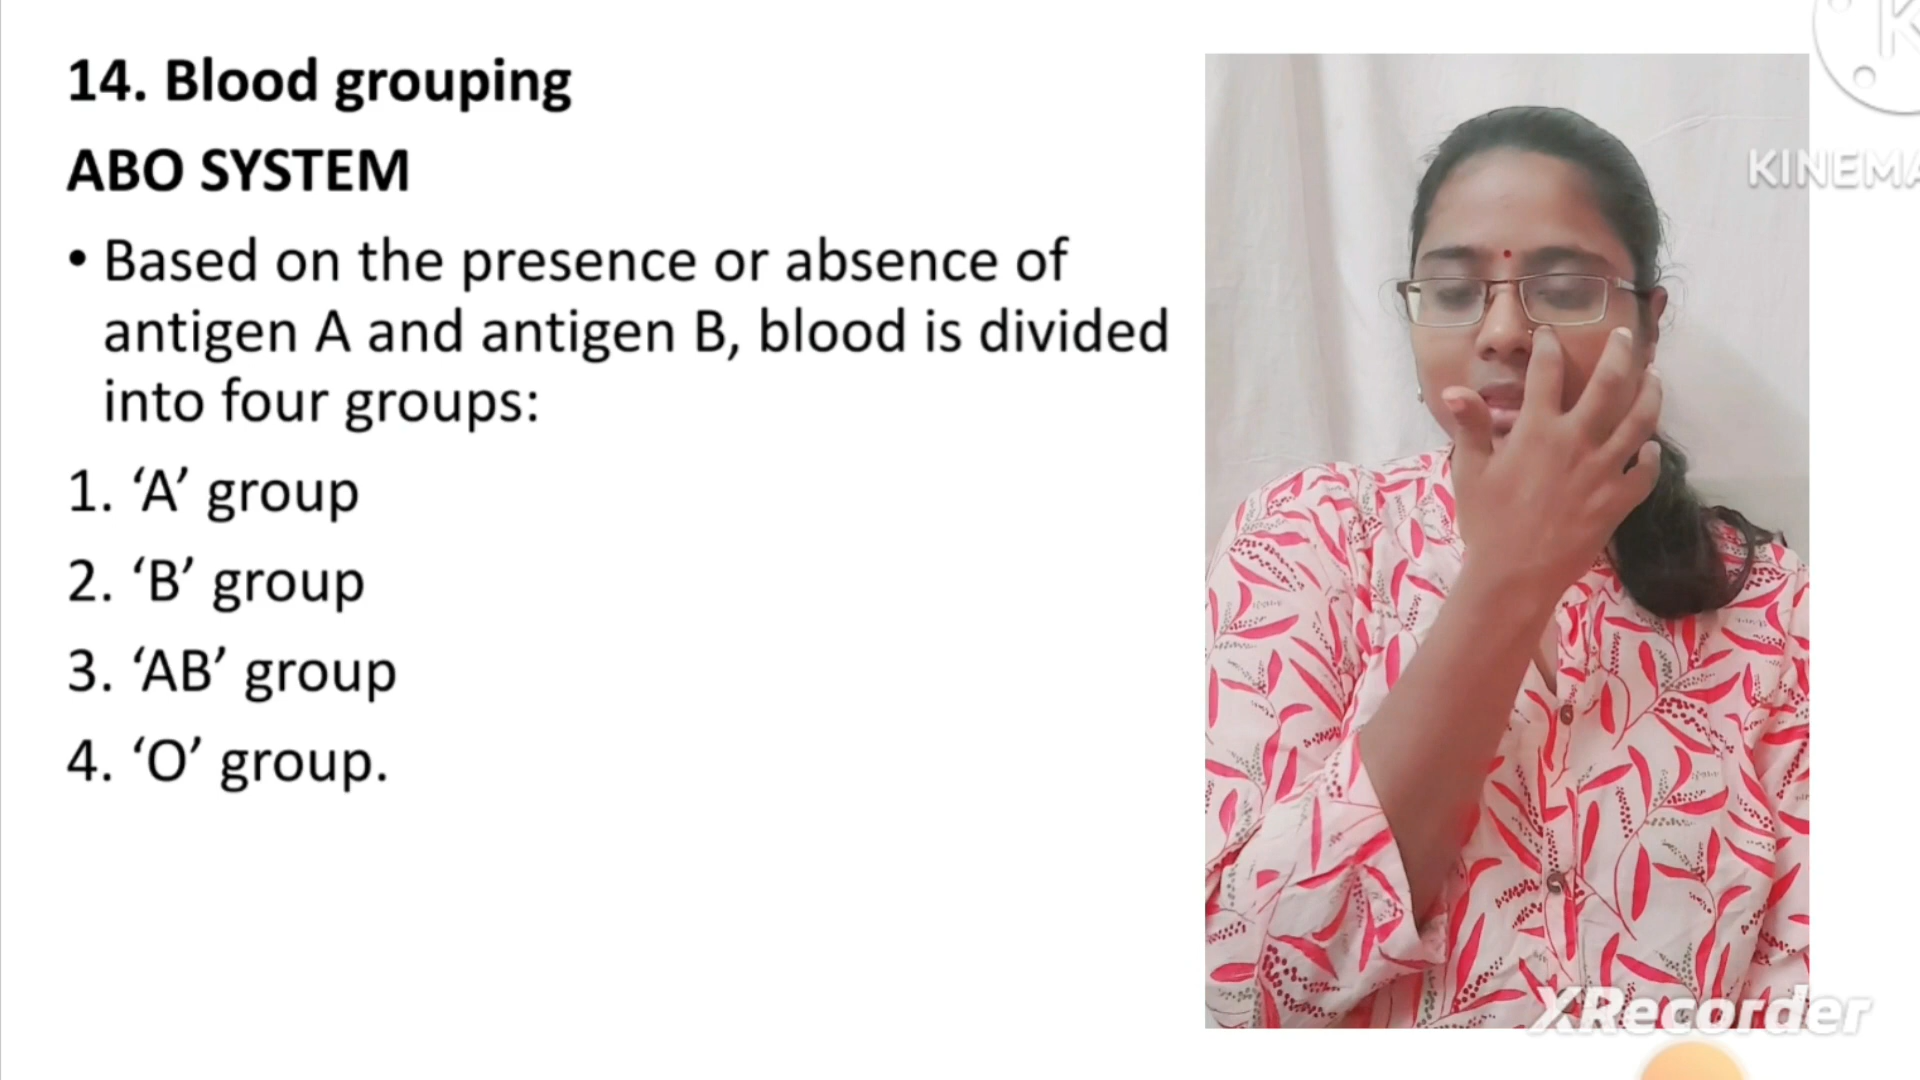 14. Blood grouping
ABO SYSTEM
• Based on the presence or absence of
antigen A and antigen B, blood is divided
into four groups:
1. ‘A’ group
2. ‘B’ group
3. ‘AB’ group
4. ‘O’ group.
KINEMA
XRecorder